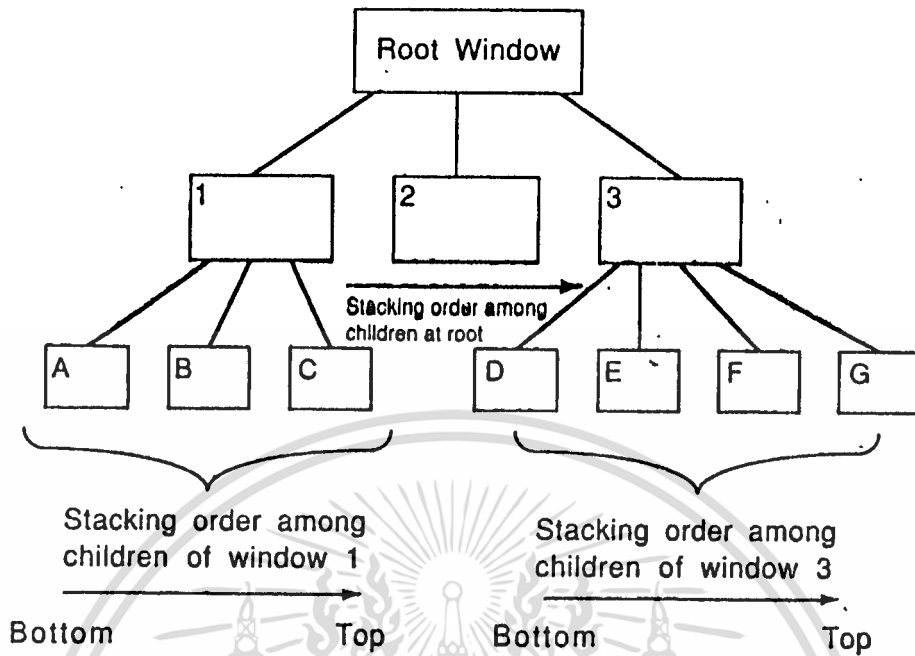 Root Window
1
2
3
Stacking order among
children at root
A
B
C
D
E
F
G
Stacking order among
children of window 1
Bottom
Top
Stacking order among
children of window 3
Bottom
Top